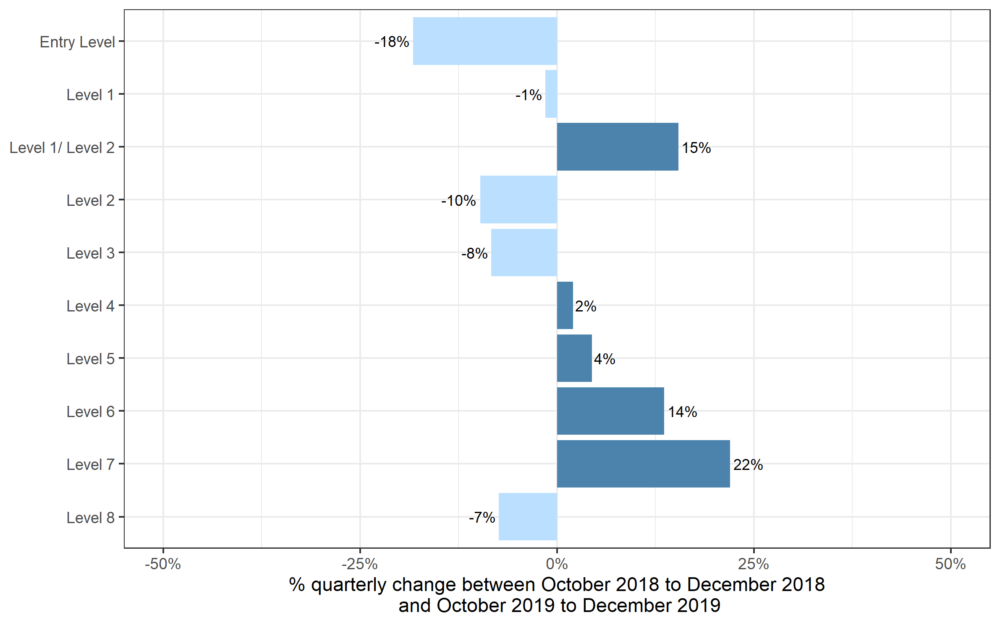 Entry Level
-18%
Level 1
-1%
Level 1/ Level 2
15%
Level 2
-10%
Level 3
-8%
Level 4
2%
Level 5
4%
Level 6
14%
Level 7
22%
Level 8
-7%
-50%
-25%
0%
25%
50%
% quarterly change between October 2018 to December 2018
and October 2019 to December 2019